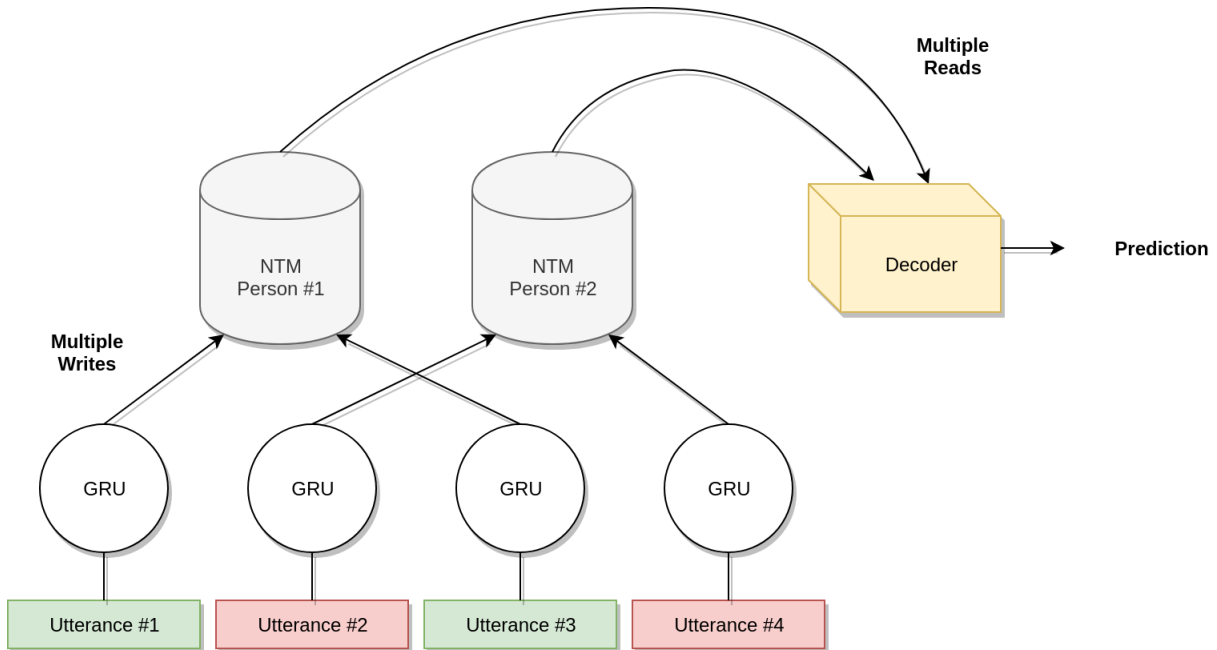 Multiple
Reads
NTM
Person #1
NTM
Person #2
Decoder
Prediction
Multiple
Writes
GRU
GRU
GRU
GRU
Utterance #1
Utterance #2
Utterance #3
Utterance #4